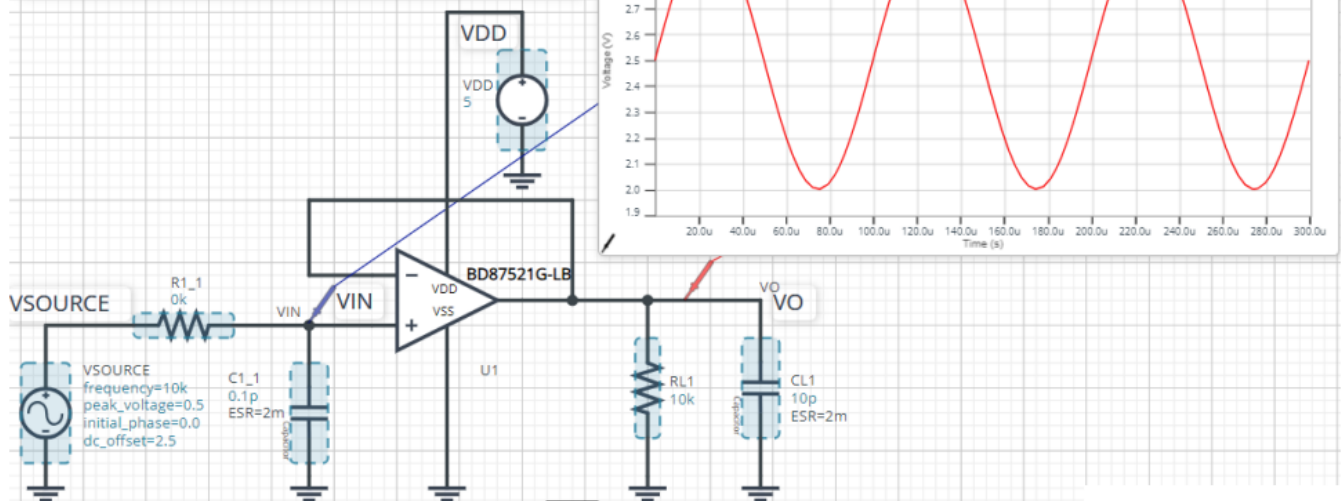 VDD
VDD
5
R1_1
0k
VSOURCE
VIN
VIN
BD87521G-LB
VDD
VSS
U1
VO
VO
VSOURCE
frequency=10k
peak_voltage=0.5
initial_phase=0.0
dc_offset=2.5
C1_1
0.1p
ESR=2m
Capacitor
RL1
10k
CL1
10p
ESR=2m
Capacitor
Voltage (V)
2.7
2.6
2.5
2.4
2.3
2.2
2.1
2.0
1.9
20.0u 40.0u 60.0u 80.0u 100.0u 120.0u 140.0u 160.0u 180.0u 200.0u 220.0u 240.0u 260.0u 280.0u 300.0u
Time (s)